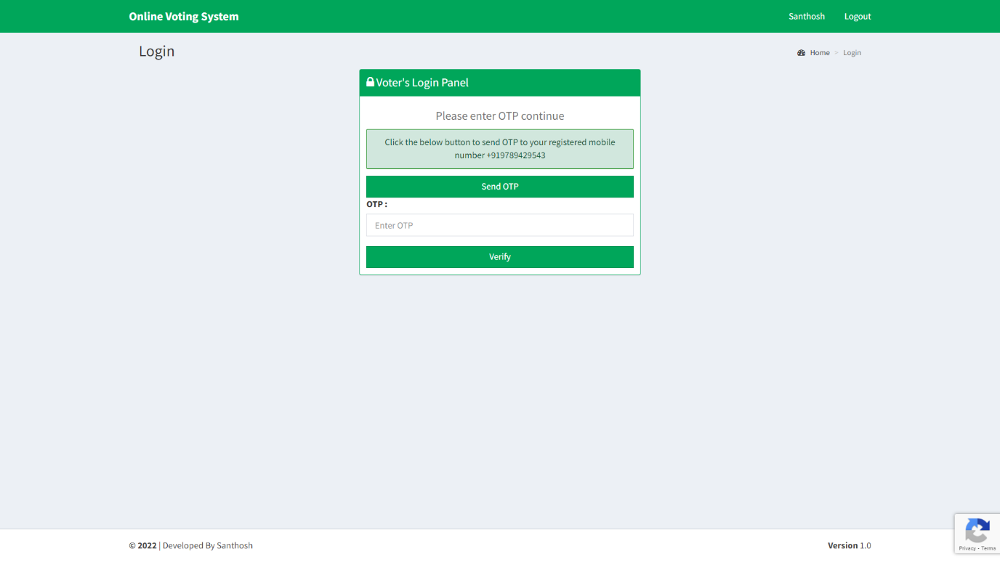 Online Voting System
Santhosh
Logout
Login
Home > Login
Voter's Login Panel
Please enter OTP continue
Click the below button to send OTP to your registered mobile
number +919789429543
Send OTP
OTP :
Enter OTP
Verify
© 2022 | Developed By Santhosh
Version 1.0
Privacy - Terms